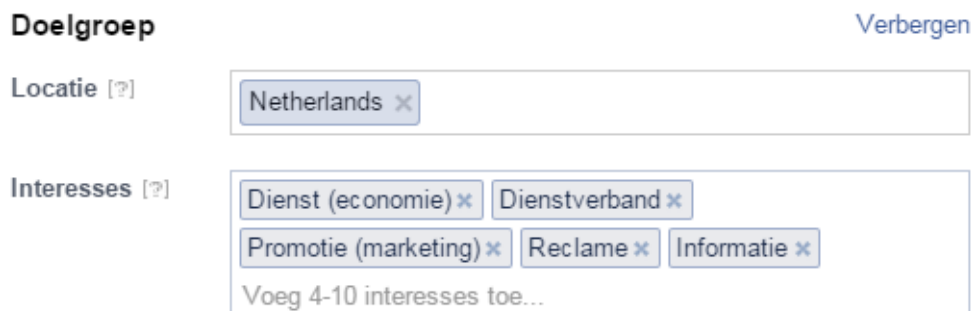 Doelgroep Verbergen
Locatie [?] Netherlands ×
Interesses [?] Dienst (economie) × Dienstverband ×
Promotie (marketing) × Reclame × Informatie ×
Voeg 4-10 interesses toe...